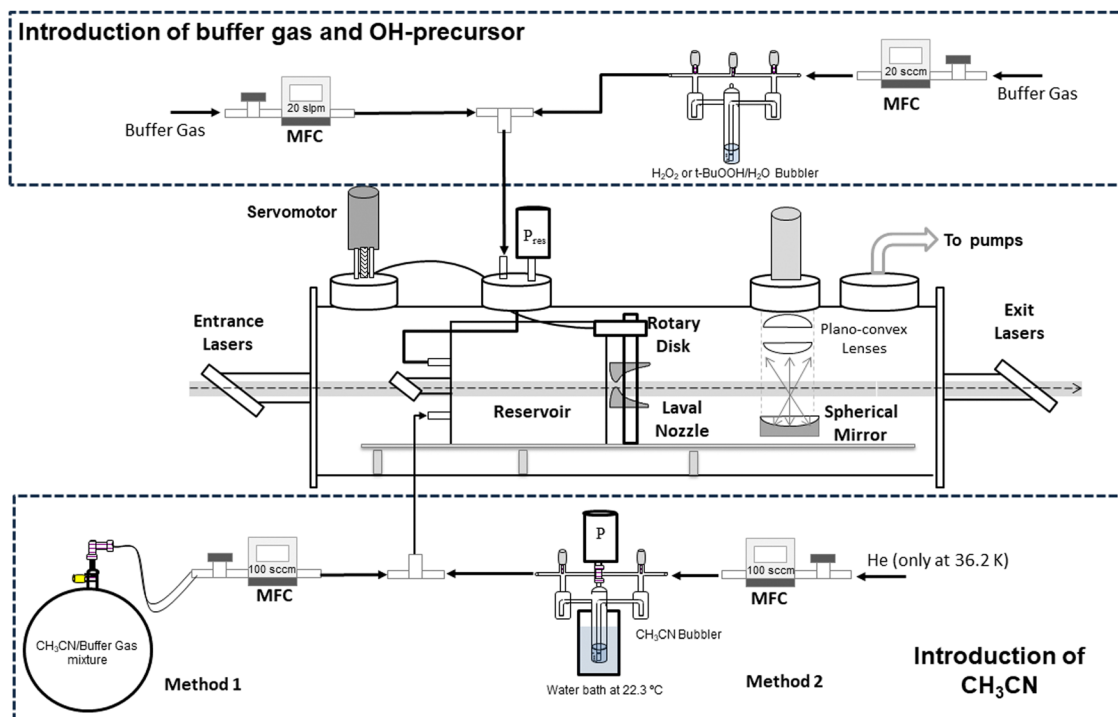 Introduction of buffer gas and OH-precursor
20 slpm
MFC
Buffer Gas
20 sccm
MFC
Buffer Gas
H₂O₂ or t-BuOOH/H₂O Bubbler
Servomotor
Pres
To pumps
Entrance
Lasers
Rotary
Disk
Plano-convex
Lenses
Exit
Lasers
Reservoir
Laval
Nozzle
Spherical
Mirror
P
100 sccm
MFC
100 sccm
MFC
He (only at 36.2 K)
CH₃CN/Buffer Gas
mixture
CH₃CN Bubbler
Method 1
Water bath at 22.3 ºC
Method 2
Introduction of
CH₃CN